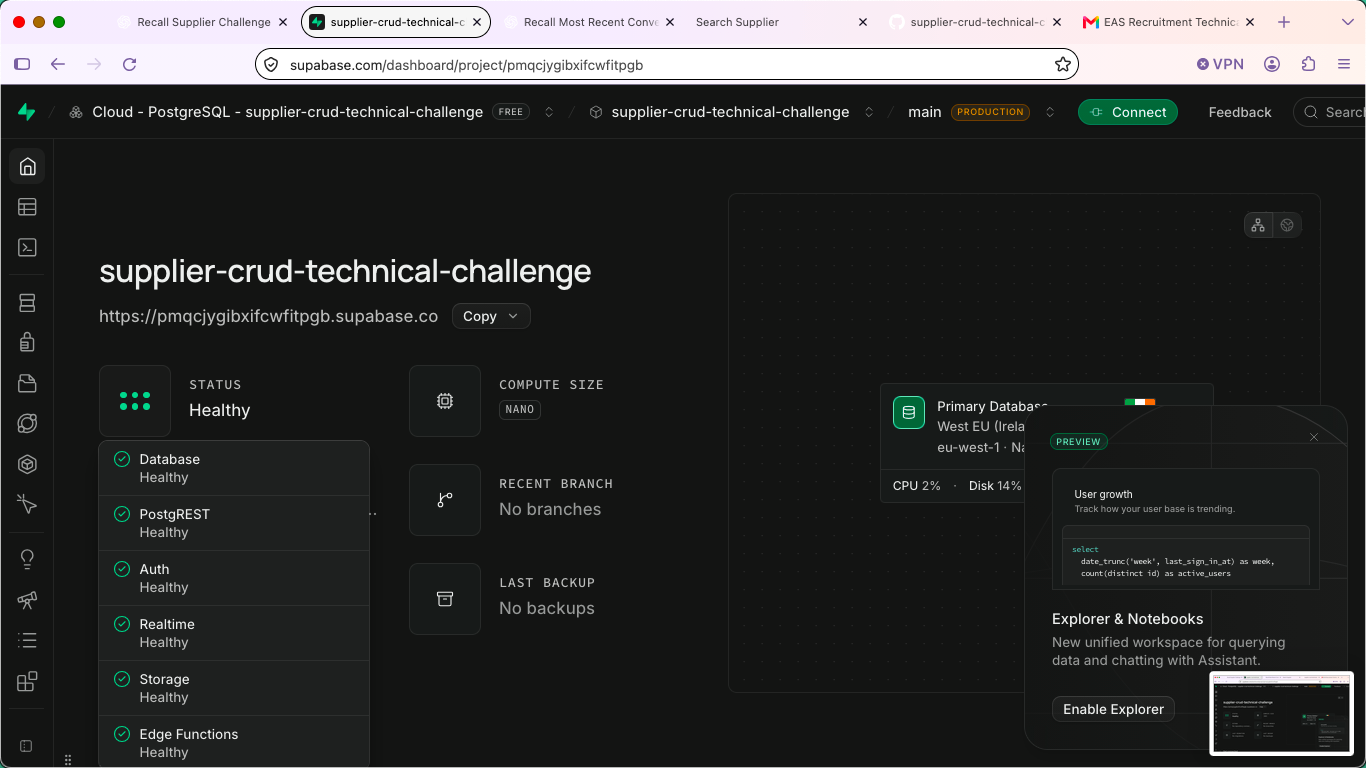 Recall Supplier Challenge
supplier-crud-technical-c
Recall Most Recent Conve
Search Supplier
supplier-crud-technical-c
EAS Recruitment Technic
supabase.com/dashboard/project/pmqcjygibxifcwfitpgb
VPN
Cloud - PostgreSQL - supplier-crud-technical-challenge
FREE
supplier-crud-technical-challenge
main
PRODUCTION
Connect
Feedback
Searc
supplier-crud-technical-challenge
https://pmqcjygibxifcwfitpgb.supabase.co
Copy
STATUS
Healthy
COMPUTE SIZE
NANO
Database
Healthy
PostgREST
Healthy
Auth
Healthy
Realtime
Healthy
Storage
Healthy
Edge Functions
Healthy
RECENT BRANCH
No branches
LAST BACKUP
No backups
Primary Database
West EU (Irela
eu-west-1 · Na
CPU 2% · Disk 14%
PREVIEW
User growth
Track how your user base is trending.
select
date_trunc('week', last_sign_in_at) as week,
count(distinct id) as active_users
Explorer & Notebooks
New unified workspace for querying
data and chatting with Assistant.
Enable Explorer